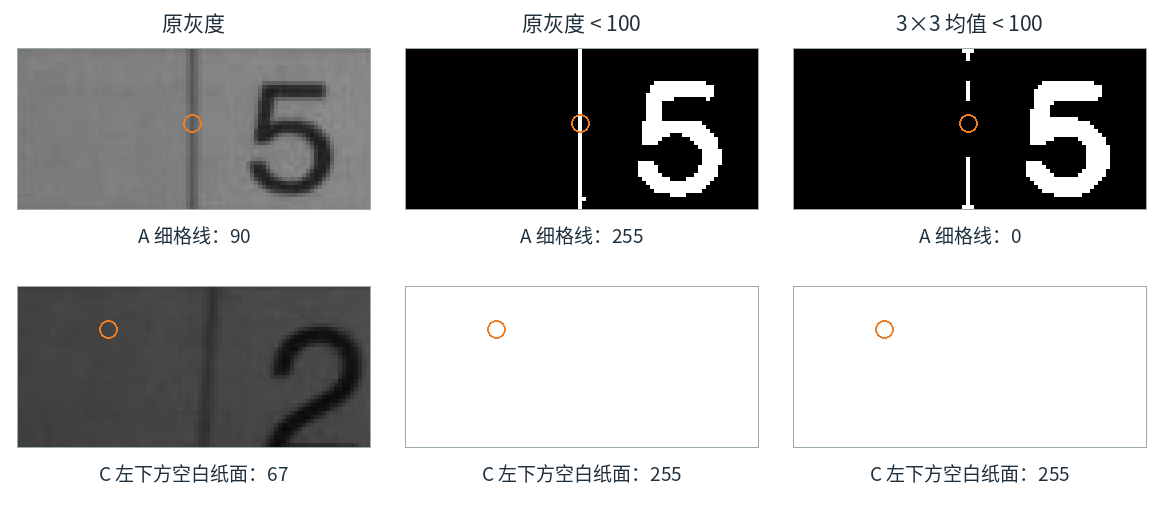 原灰度 原灰度 < 100 3×3 均值 < 100
5 5 5
A 细格线：90 A 细格线：255 A 细格线：0
2
C 左下方空白纸面：67 C 左下方空白纸面：255 C 左下方空白纸面：255